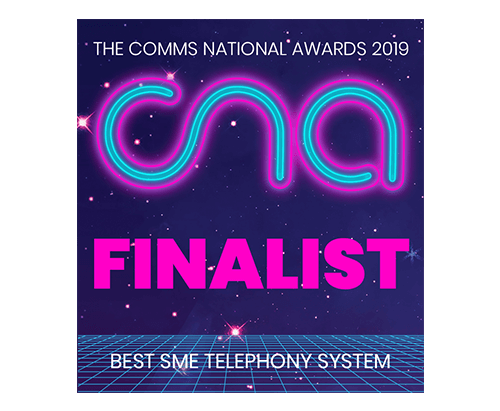 THE COMMS NATIONAL AWARDS 2019
cna
FINALIST
BEST SME TELEPHONY SYSTEM